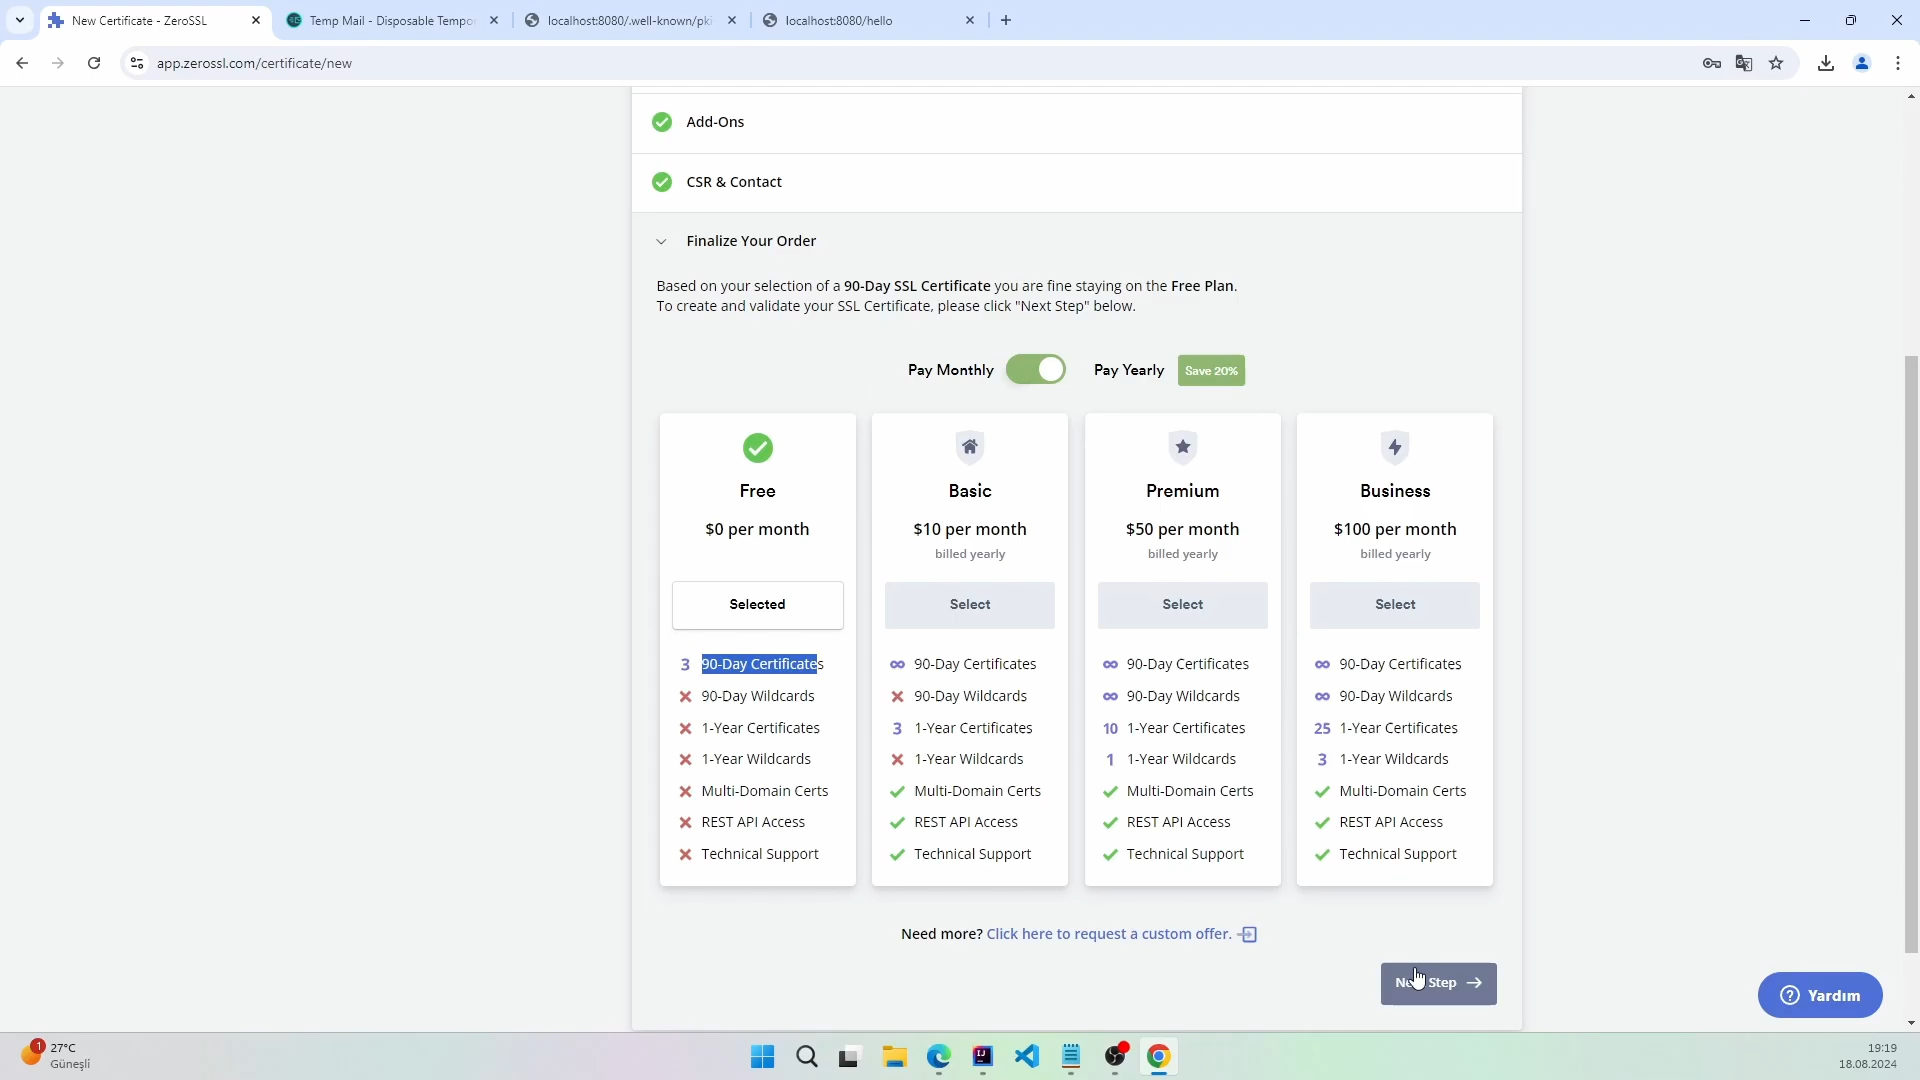 New Certificate - ZeroSSL
Temp Mail - Disposable Tempor
localhost:8080/.well-known/pki
localhost:8080/hello
app.zerossl.com/certificate/new
Add-Ons
CSR & Contact
Finalize Your Order
Based on your selection of a 90-Day SSL Certificate you are fine staying on the Free Plan.
To create and validate your SSL Certificate, please click "Next Step" below.
Pay Monthly
Pay Yearly
Save 20%
Free
$0 per month
Selected
3 90-Day Certificates
90-Day Wildcards
1-Year Certificates
1-Year Wildcards
Multi-Domain Certs
REST API Access
Technical Support
Basic
$10 per month
billed yearly
Select
∞ 90-Day Certificates
90-Day Wildcards
3 1-Year Certificates
1-Year Wildcards
Multi-Domain Certs
REST API Access
Technical Support
Premium
$50 per month
billed yearly
Select
∞ 90-Day Certificates
∞ 90-Day Wildcards
10 1-Year Certificates
1 1-Year Wildcards
Multi-Domain Certs
REST API Access
Technical Support
Business
$100 per month
billed yearly
Select
∞ 90-Day Certificates
∞ 90-Day Wildcards
25 1-Year Certificates
3 1-Year Wildcards
Multi-Domain Certs
REST API Access
Technical Support
Need more? Click here to request a custom offer.
Step
Yardım
1
27°C
Güneşli
19:19
18.08.2024